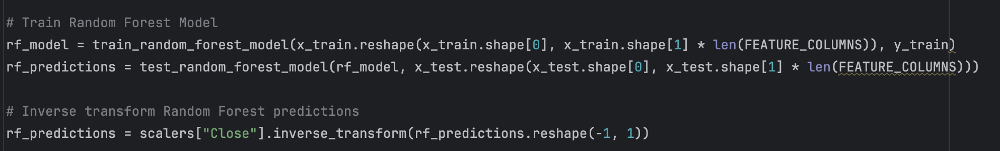 # Train Random Forest Model
rf_model = train_random_forest_model(x_train.reshape(x_train.shape[0], x_train.shape[1] * len(FEATURE_COLUMNS)), y_train)
rf_predictions = test_random_forest_model(rf_model, x_test.reshape(x_test.shape[0], x_test.shape[1] * len(FEATURE_COLUMNS)))
# Inverse transform Random Forest predictions
rf_predictions = scalers["Close"].inverse_transform(rf_predictions.reshape(-1, 1))